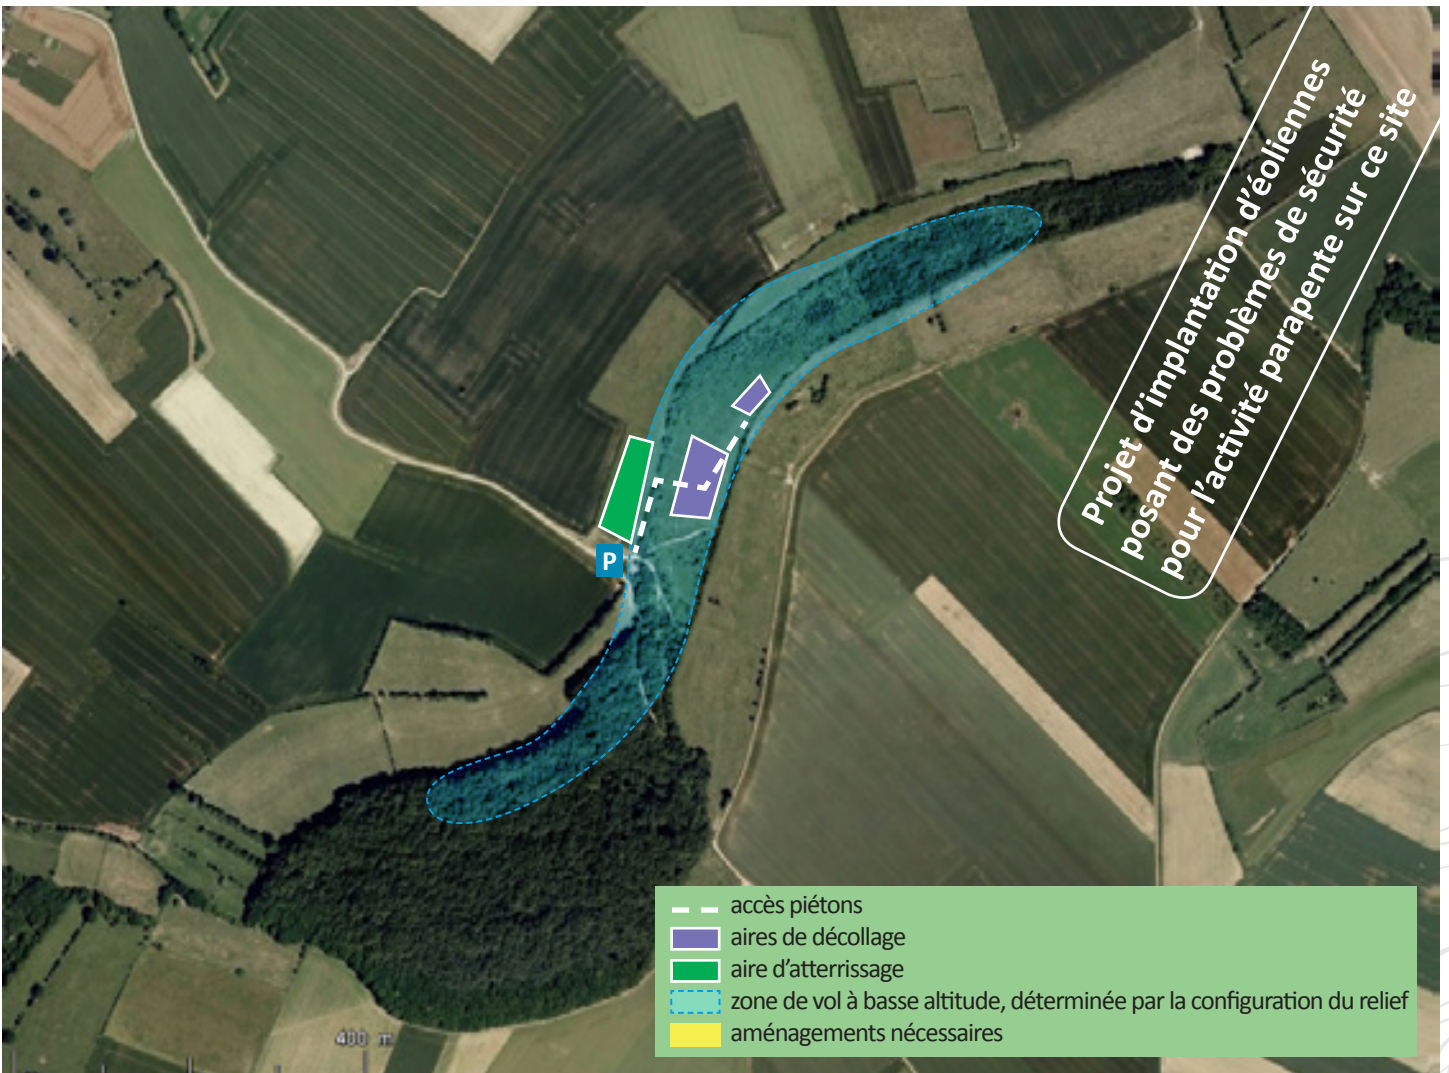 Projet d'implantation d'éoliennes
posant des problèmes de sécurité
pour l'activité parapente sur ce site
P
accès piétons
aires de décollage
aire d'atterrissage
zone de vol à basse altitude, déterminée par la configuration du relief
aménagements nécessaires
400 m